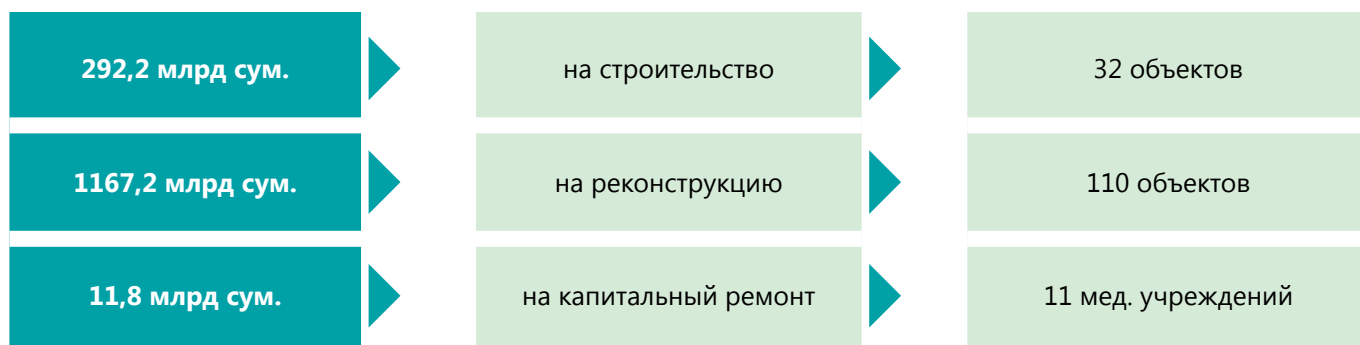 292,2 млрд сум. на строительство 32 объектов
1167,2 млрд сум. на реконструкцию 110 объектов
11,8 млрд сум. на капитальный ремонт 11 мед. учреждений